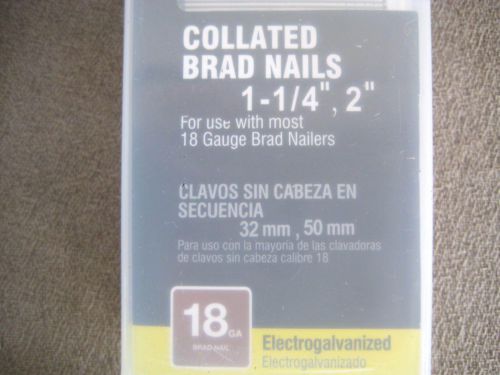 COLLATED
BRAD NAILS
1-1/4", 2"
For use with most
18 Gauge Brad Nailers
CLAVOS SIN CABEZA EN
SECUENCIA
32 mm , 50 mm
Para uso con la mayoria de las clavadoras
de clavos sin cabeza calibre 18
18 GA
BRAD NAIL
Electrogalvanized
Electrogalvanizado